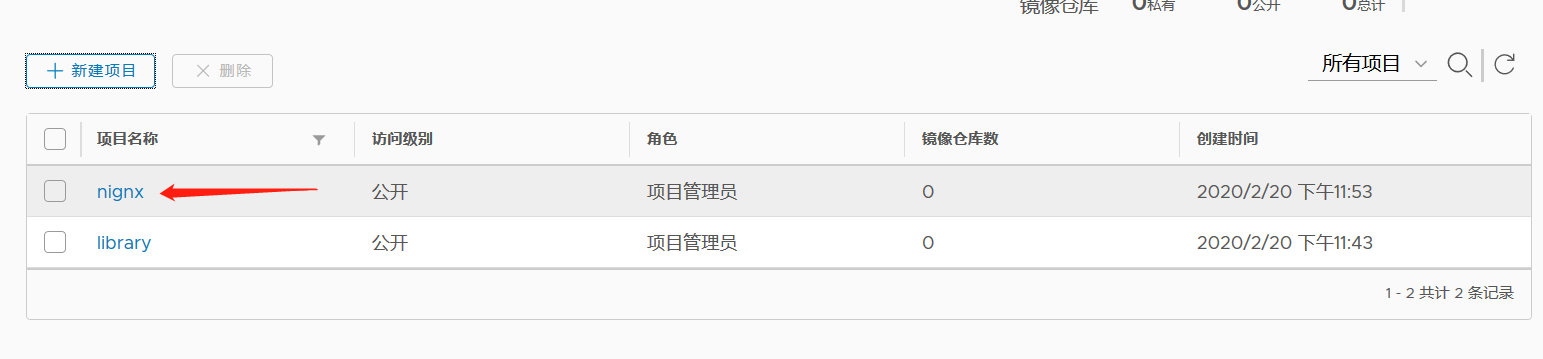 镜像仓库 0私有 0公开 0总计
新建项目 删除 所有项目
项目名称 访问级别 角色 镜像仓库数 创建时间
nignx 公开 项目管理员 0 2020/2/20 下午11:53
library 公开 项目管理员 0 2020/2/20 下午11:43
1 - 2 共计 2 条记录